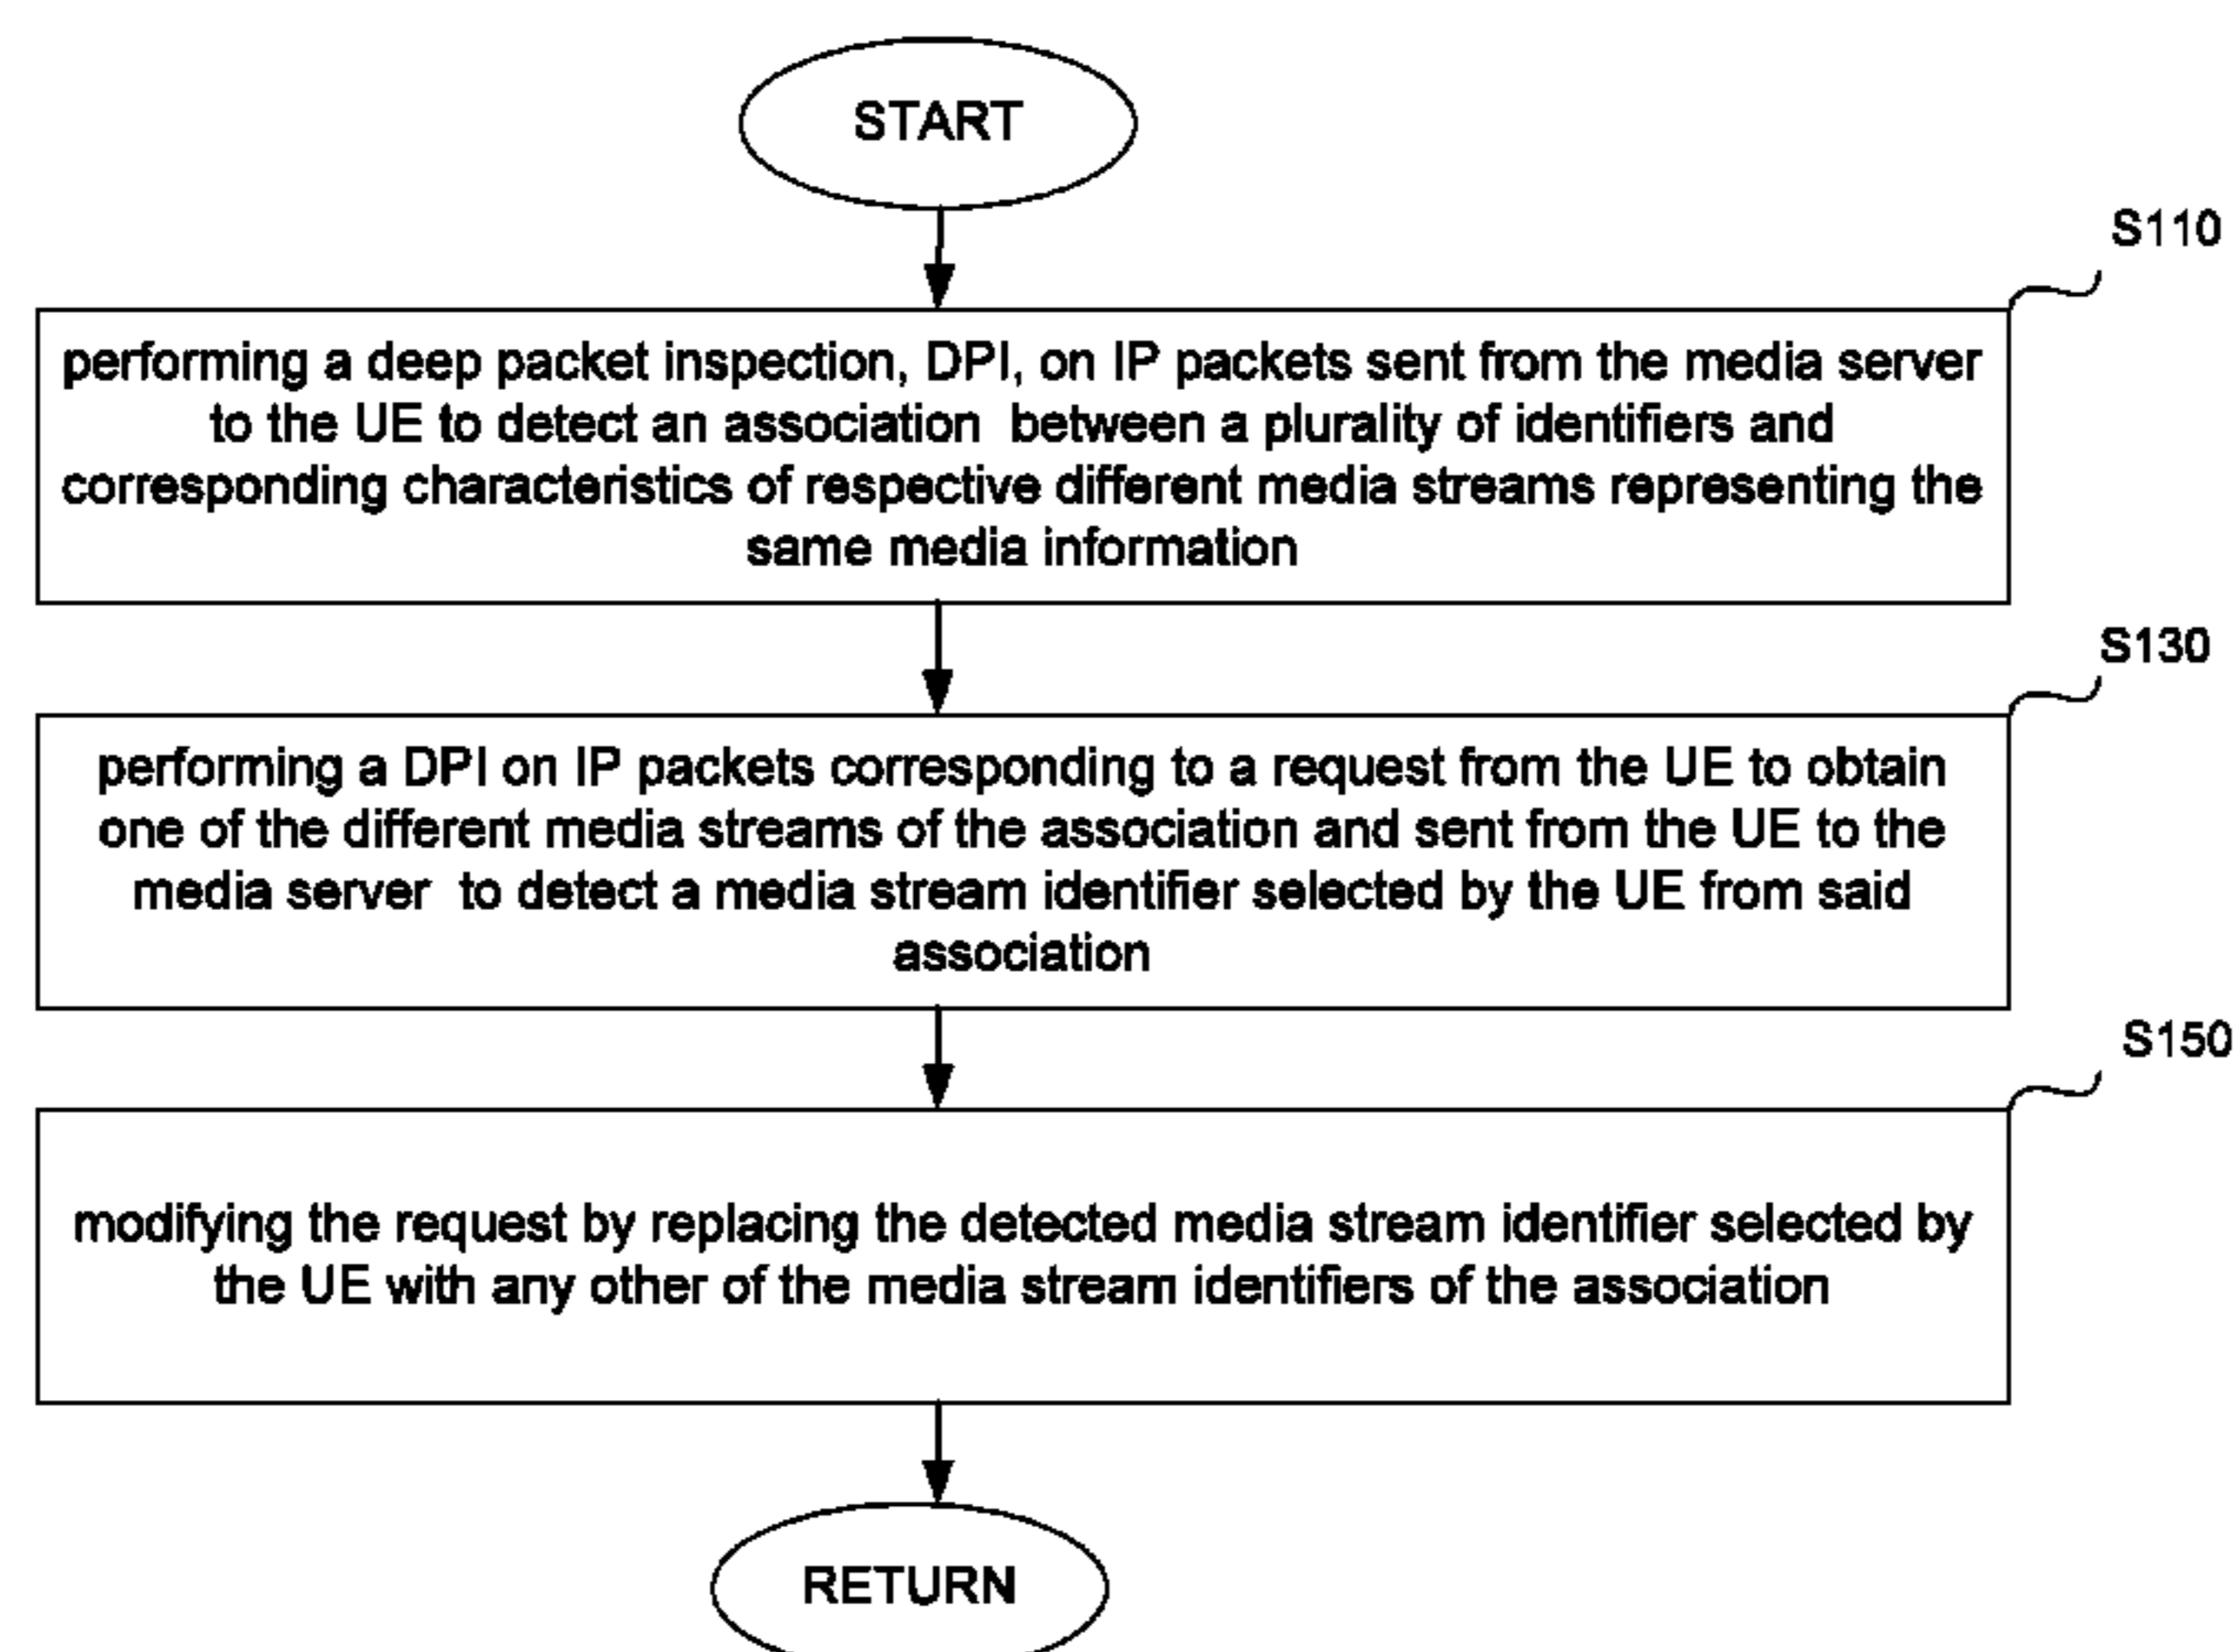 START
S110
performing a deep packet inspection, DPI, on IP packets sent from the media server
to the UE to detect an association between a plurality of identifiers and
corresponding characteristics of respective different media streams representing the
same media information
S130
performing a DPI on IP packets corresponding to a request from the UE to obtain
one of the different media streams of the association and sent from the UE to the
media server to detect a media stream identifier selected by the UE from said
association
S150
modifying the request by replacing the detected media stream identifier selected by
the UE with any other of the media stream identifiers of the association
RETURN